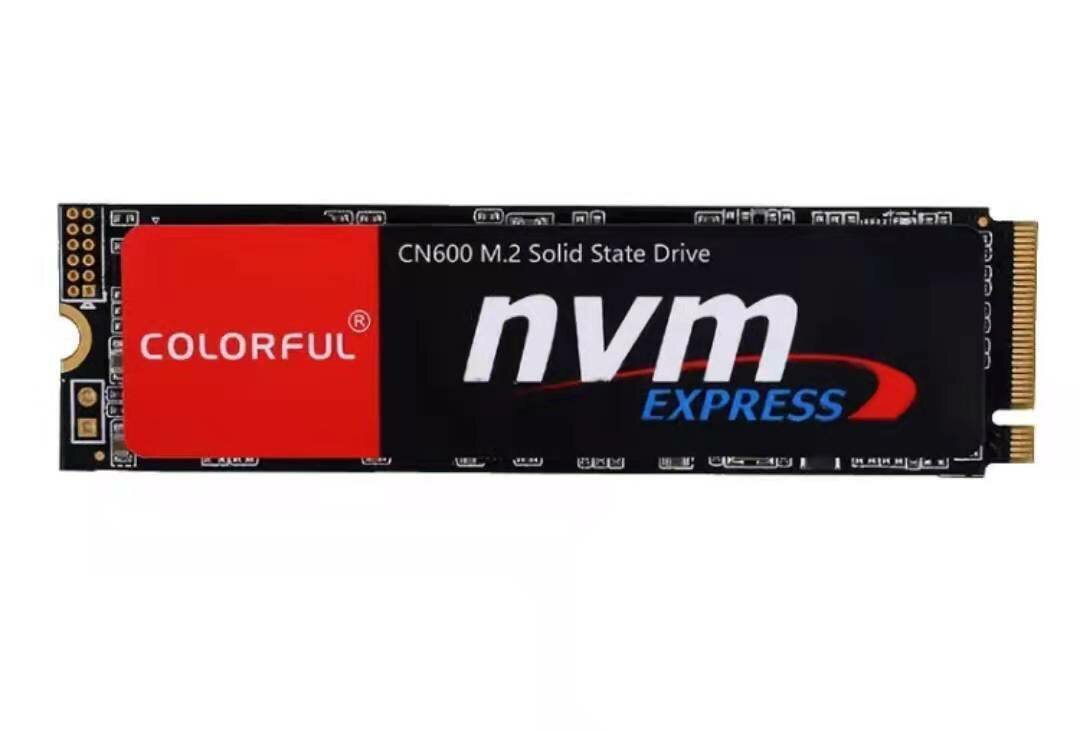 CN600 M.2 Solid State Drive
COLORFUL®
nvm
EXPRESS